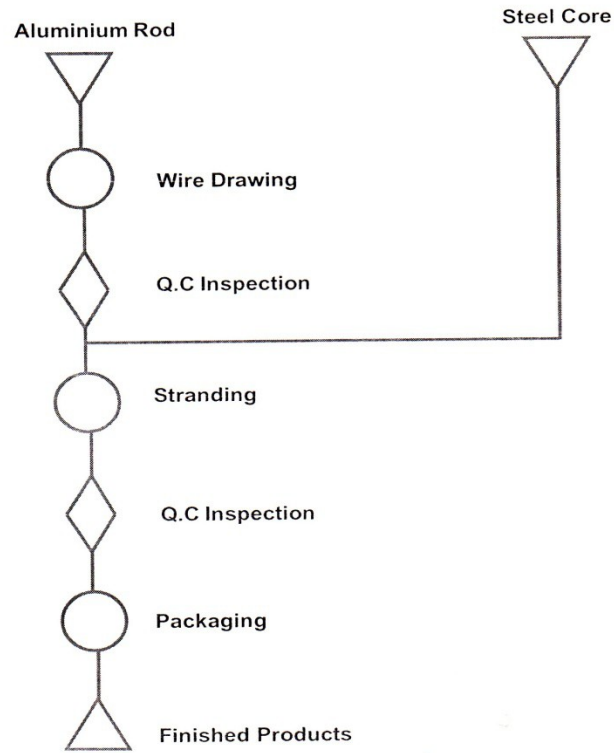 Steel Core
Aluminium Rod
Wire Drawing
Q.C Inspection
Stranding
Q.C Inspection
Packaging
Finished Products